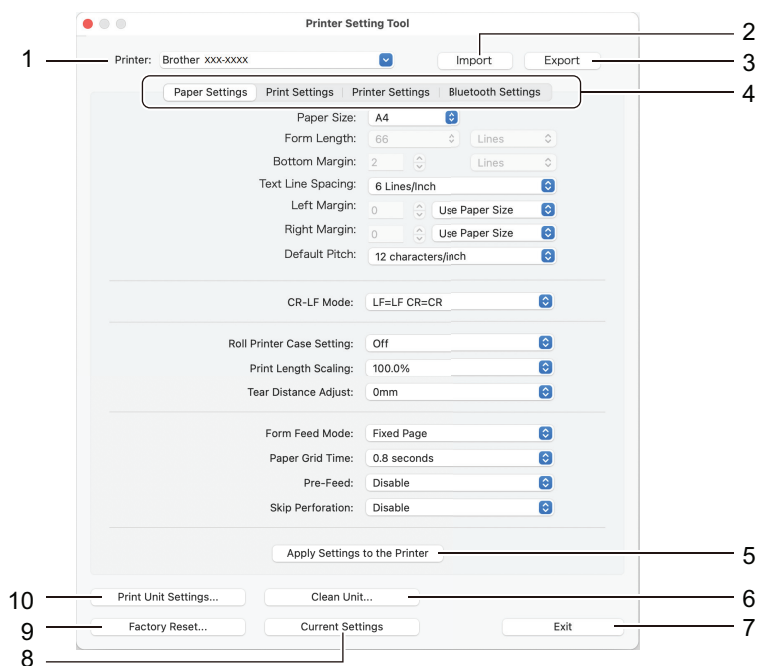 Printer Setting Tool
2
1 Printer: Brother xxx-xxxx Import Export 3
Paper Settings Print Settings Printer Settings Bluetooth Settings 4
Paper Size: A4
Form Length: 66 Lines
Bottom Margin: 2 Lines
Text Line Spacing: 6 Lines/Inch
Left Margin: 0 Use Paper Size
Right Margin: 0 Use Paper Size
Default Pitch: 12 characters/inch
CR-LF Mode: LF=LF CR=CR
Roll Printer Case Setting: Off
Print Length Scaling: 100.0%
Tear Distance Adjust: 0mm
Form Feed Mode: Fixed Page
Paper Grid Time: 0.8 seconds
Pre-Feed: Disable
Skip Perforation: Disable
Apply Settings to the Printer 5
10 Print Unit Settings... Clean Unit... 6
9 Factory Reset... Current Settings Exit 7
8